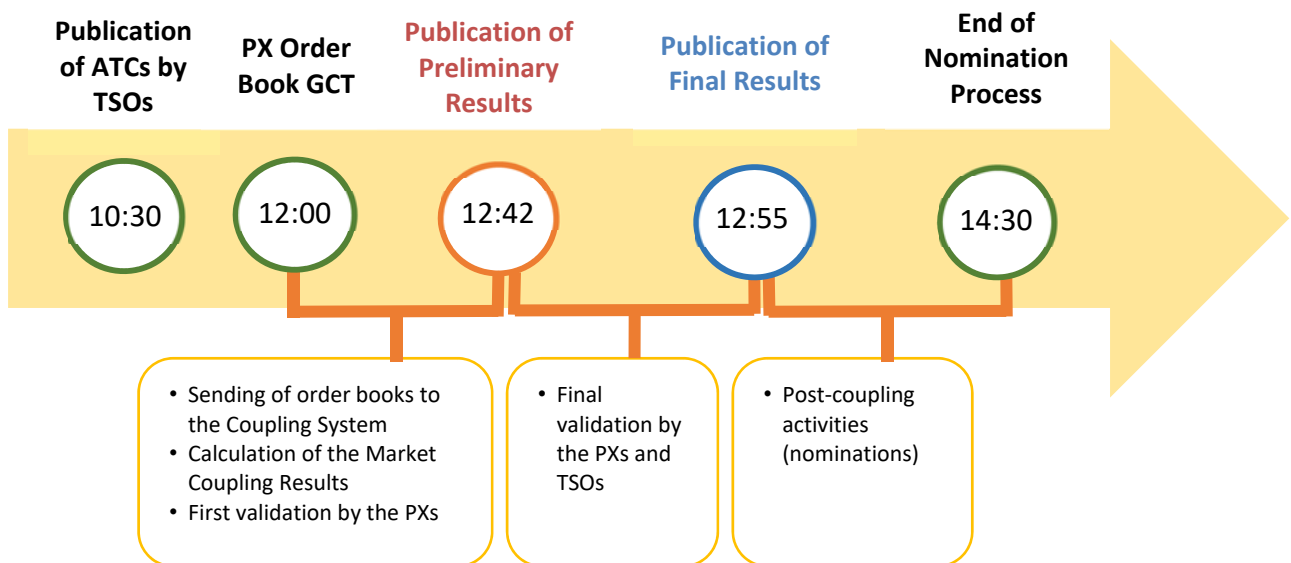 Publication
of ATCs by
TSOs
PX Order
Book GCT
Publication of
Preliminary
Results
Publication of
Final Results
End of
Nomination
Process
10:30
12:00
12:42
12:55
14:30
• Sending of order books to
the Coupling System
• Calculation of the Market
Coupling Results
• First validation by the PXs
• Final
validation by
the PXs and
TSOs
• Post-coupling
activities
(nominations)